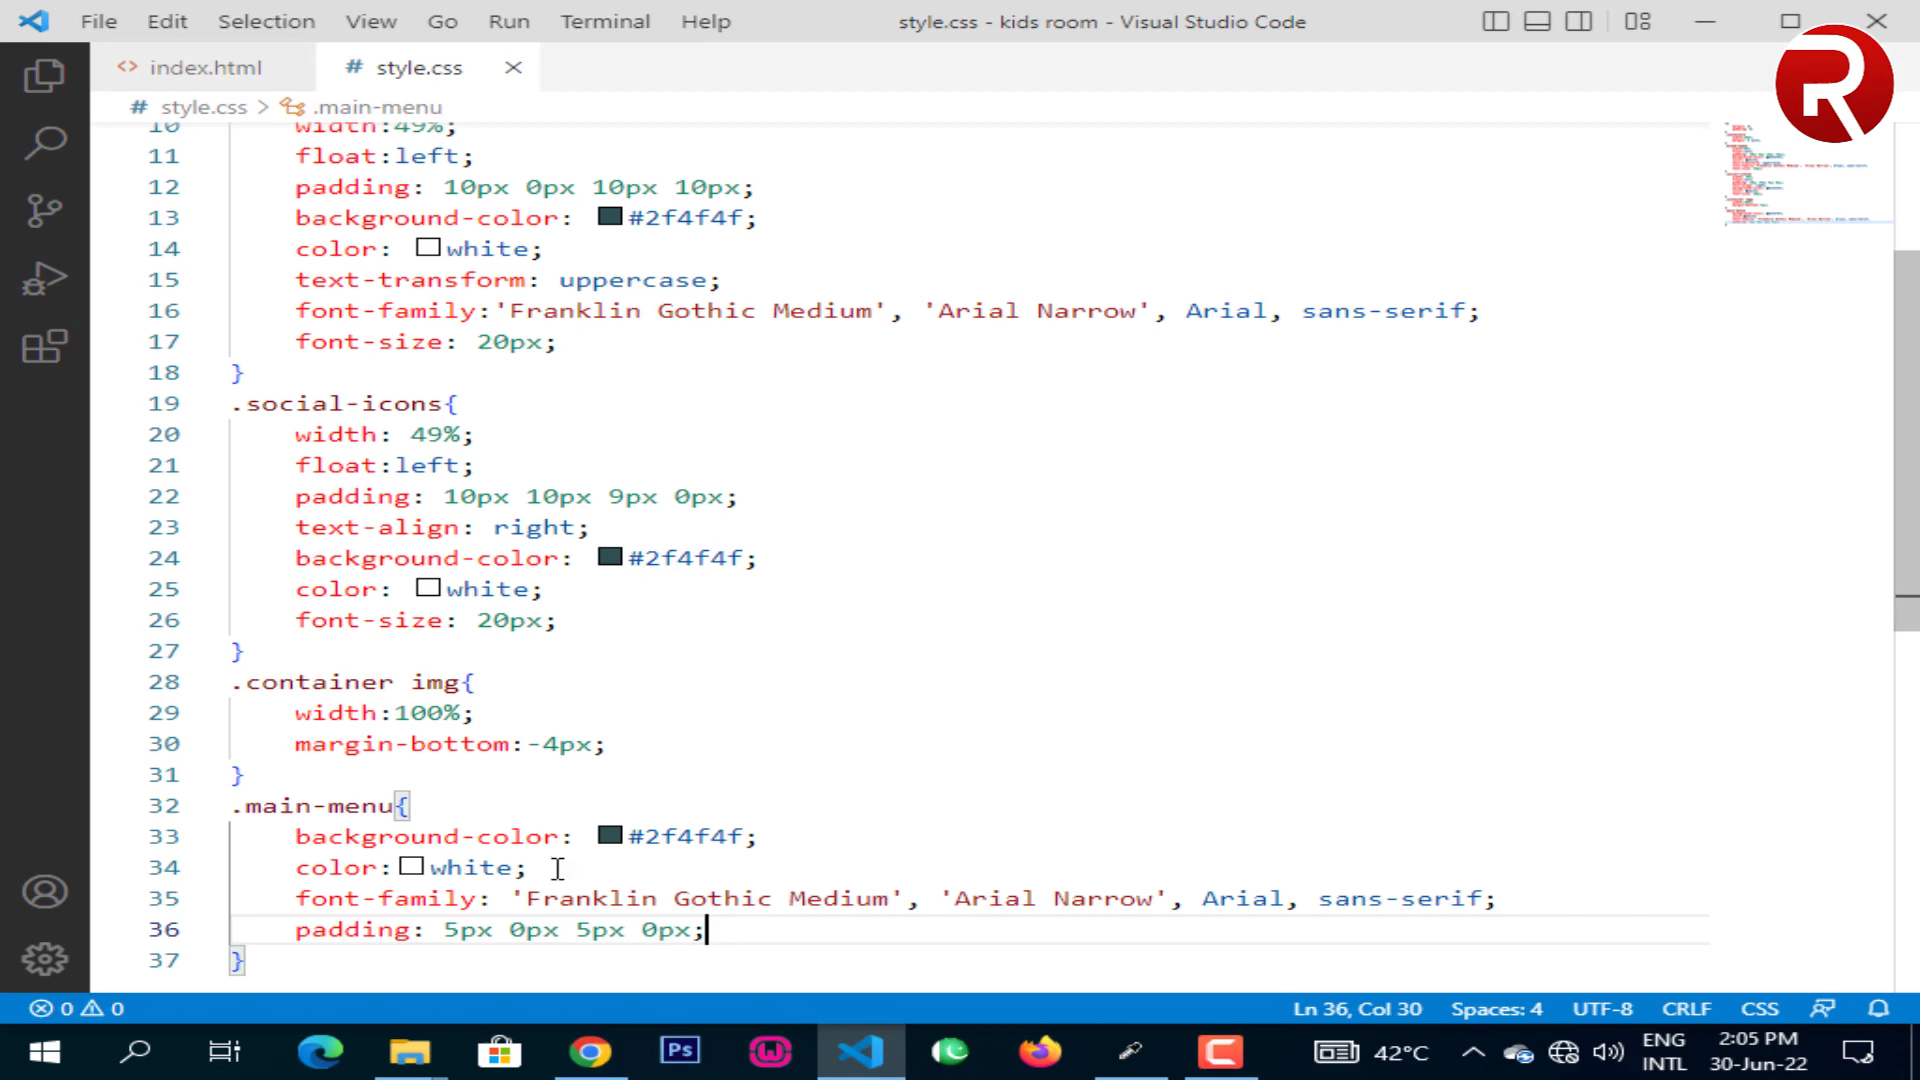 File Edit Selection View Go Run Terminal Help style.css - kids room - Visual Studio Code
R
<> index.html # style.css
# style.css > .main-menu
10 width:49%;
11 float:left;
12 padding: 10px 0px 10px 10px;
13 background-color: #2f4f4f;
14 color: white;
15 text-transform: uppercase;
16 font-family:'Franklin Gothic Medium', 'Arial Narrow', Arial, sans-serif;
17 font-size: 20px;
18 }
19 .social-icons{
20 width: 49%;
21 float:left;
22 padding: 10px 10px 9px 0px;
23 text-align: right;
24 background-color: #2f4f4f;
25 color: white;
26 font-size: 20px;
27 }
28 .container img{
29 width:100%;
30 margin-bottom:-4px;
31 }
32 .main-menu{
33 background-color: #2f4f4f;
34 color:white;
35 font-family: 'Franklin Gothic Medium', 'Arial Narrow', Arial, sans-serif;
36 padding: 5px 0px 5px 0px;
37 }
0 0 Ln 36, Col 30 Spaces: 4 UTF-8 CRLF CSS
Ps 42°C ENG 2:05 PM
INTL 30-Jun-22